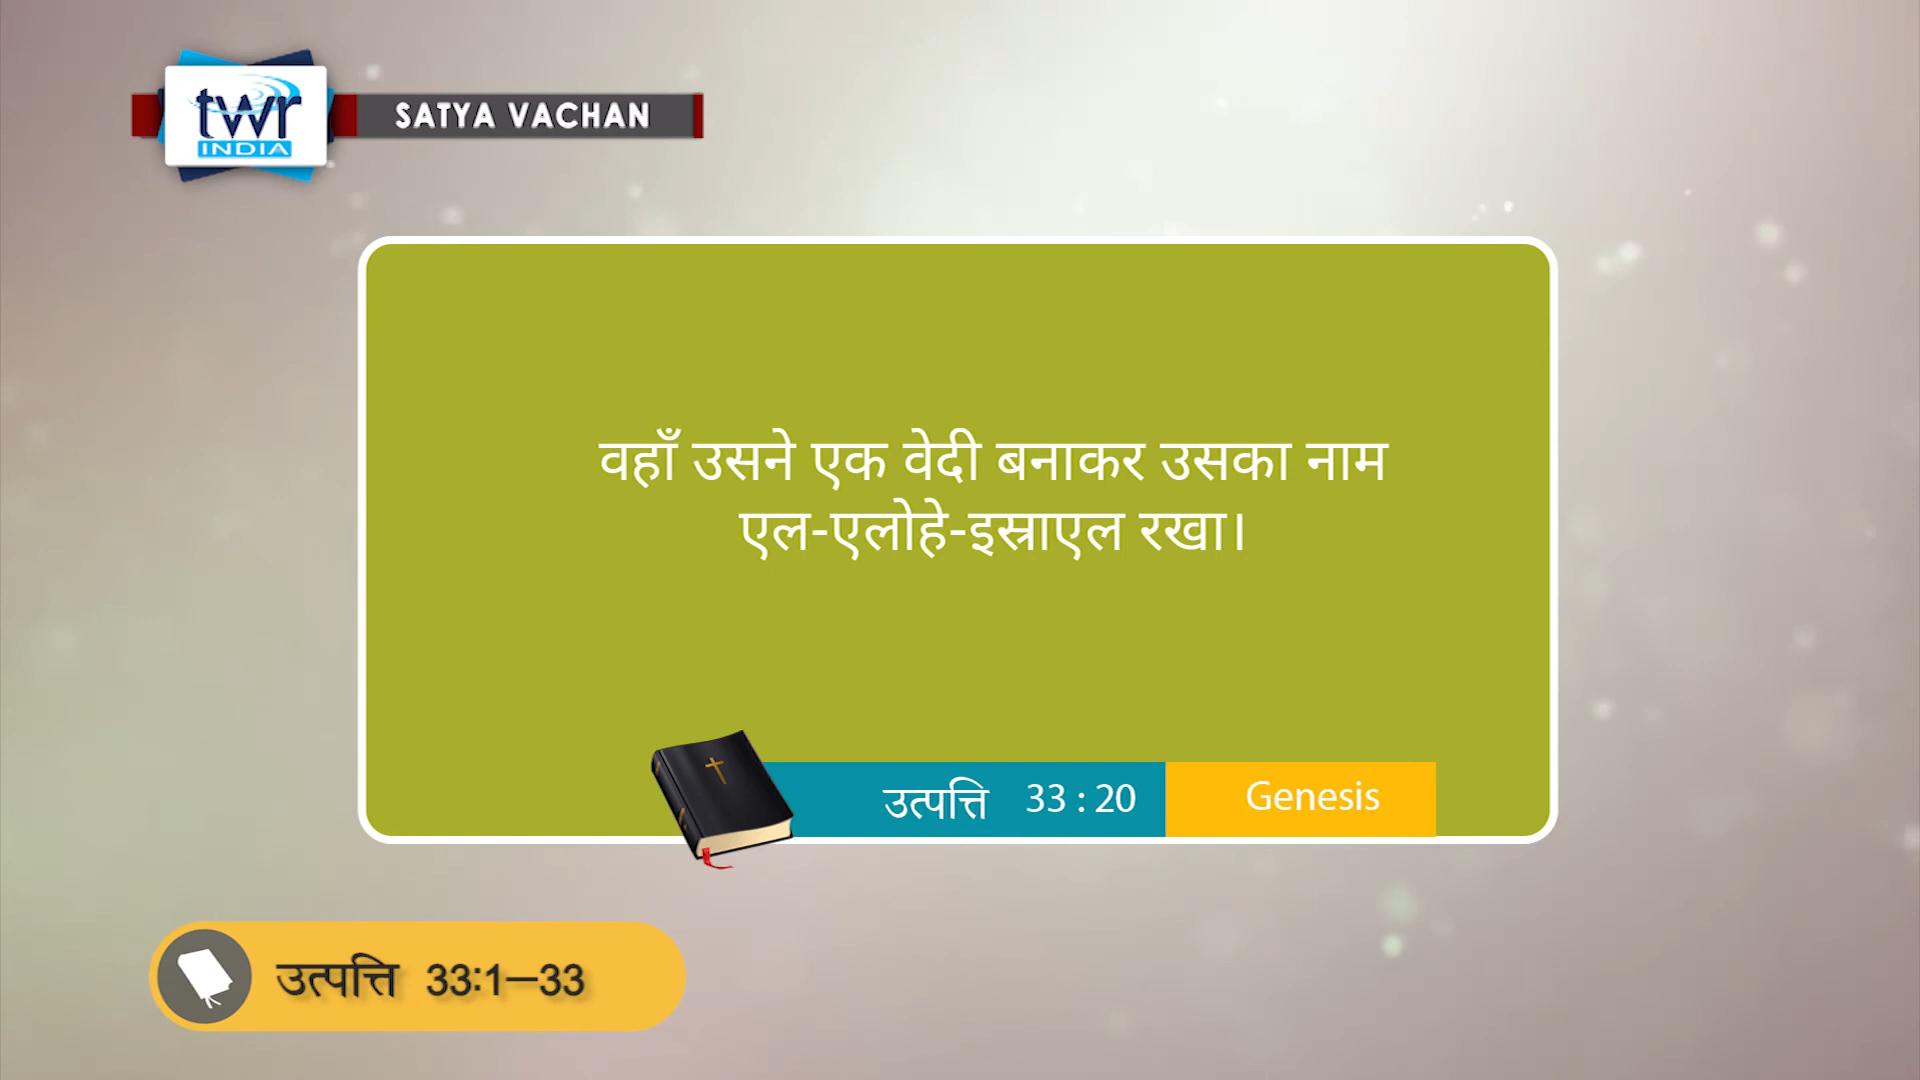 twr
INDIA
SATYA VACHAN
वहाँ उसने एक वेदी बनाकर उसका नाम
एल-एलोहे-इस्राएल रखा।
उत्पत्ति 33 : 20 Genesis
उत्पत्ति 33:1–33